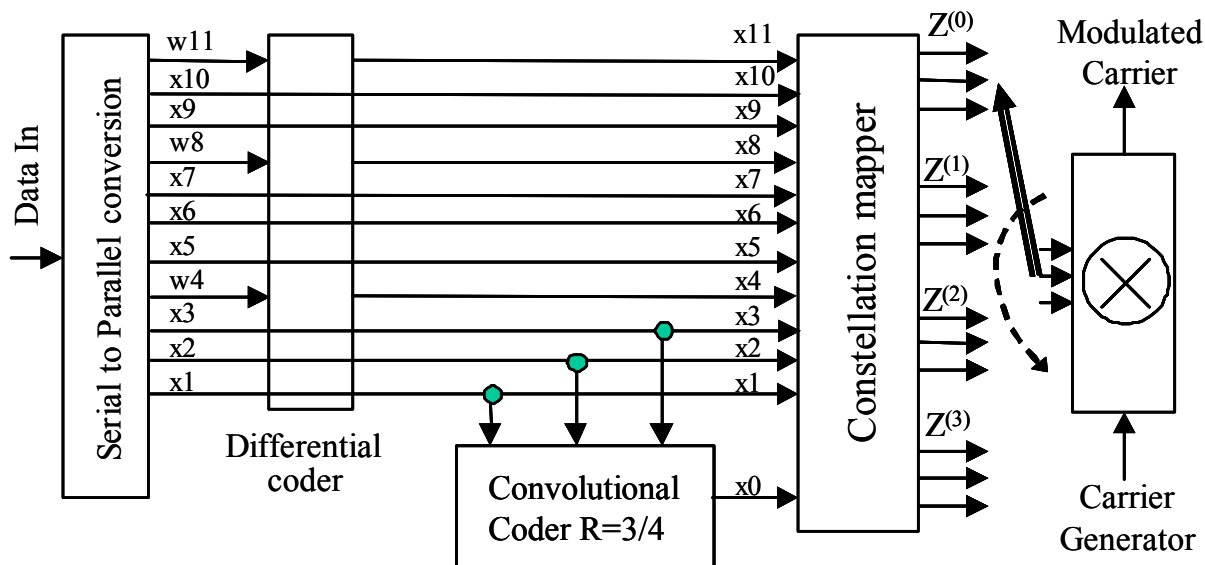 Data In
Serial to Parallel conversion
w11
x10
x9
w8
x7
x6
x5
w4
x3
x2
x1
Differential
coder
Convolutional
Coder R=3/4
x11
x10
x9
x8
x7
x6
x5
x4
x3
x2
x1
x0
Constellation mapper
Z(0)
Z(1)
Z(2)
Z(3)
Modulated
Carrier
Carrier
Generator